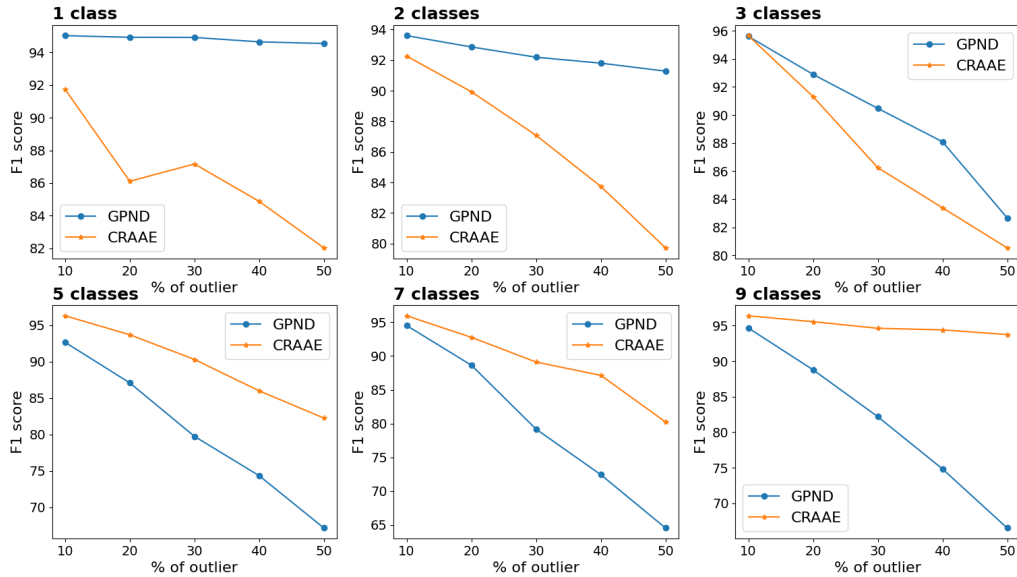 1 class
F1 score
94
92
90
88
86
84
82
GPND
CRAAE
10 20 30 40 50
% of outlier
2 classes
F1 score
94
92
90
88
86
84
82
80
GPND
CRAAE
10 20 30 40 50
% of outlier
3 classes
F1 score
96
94
92
90
88
86
84
82
80
GPND
CRAAE
10 20 30 40 50
% of outlier
5 classes
F1 score
95
90
85
80
75
70
GPND
CRAAE
10 20 30 40 50
% of outlier
7 classes
F1 score
95
90
85
80
75
70
65
GPND
CRAAE
10 20 30 40 50
% of outlier
9 classes
F1 score
95
90
85
80
75
70
GPND
CRAAE
10 20 30 40 50
% of outlier